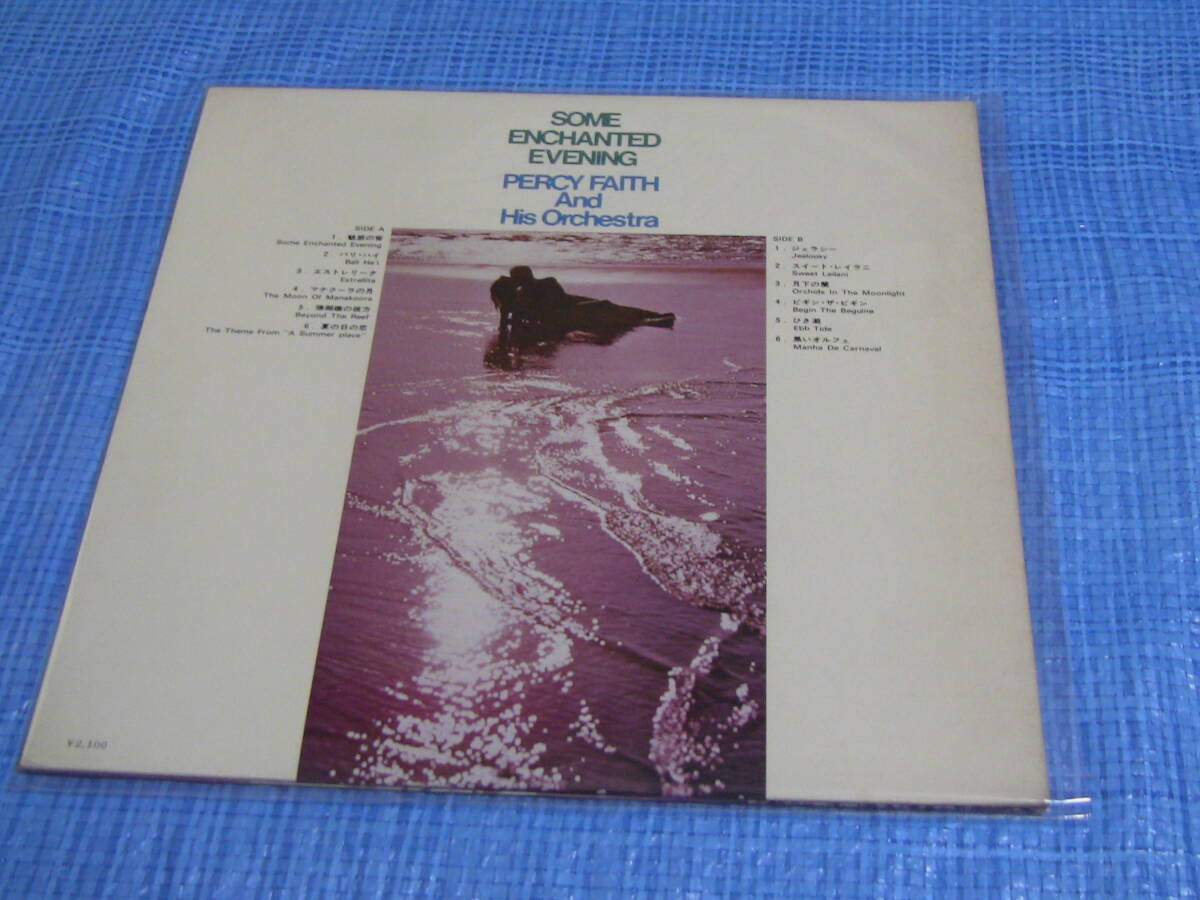 SOME
ENCHANTED
EVENING
PERCY FAITH
And
His Orchestra
SIDE A
1. 魅惑の宵
Some Enchanted Evening
2 バリ・ハイ
Bali Ha'i
3 エストレリータ
Estrellita
4. マナクーラの月
The Moon Of Manakoora
5. 珊瑚礁の彼方
Beyond The Reef
6 夏の日の恋
The Theme From "A Summer place"
SIDE B
1. ジェラシー
Jealouky
2 スイート・レイラニ
Sweet Leilani
3. 月下の蘭
Orchids In The Moonlight
4. ビギン・ザ・ビギン
Begin The Beguine
5. ひき潮
Ebb Tide
6. 黒いオルフェ
Manha De Carnaval
¥2,100